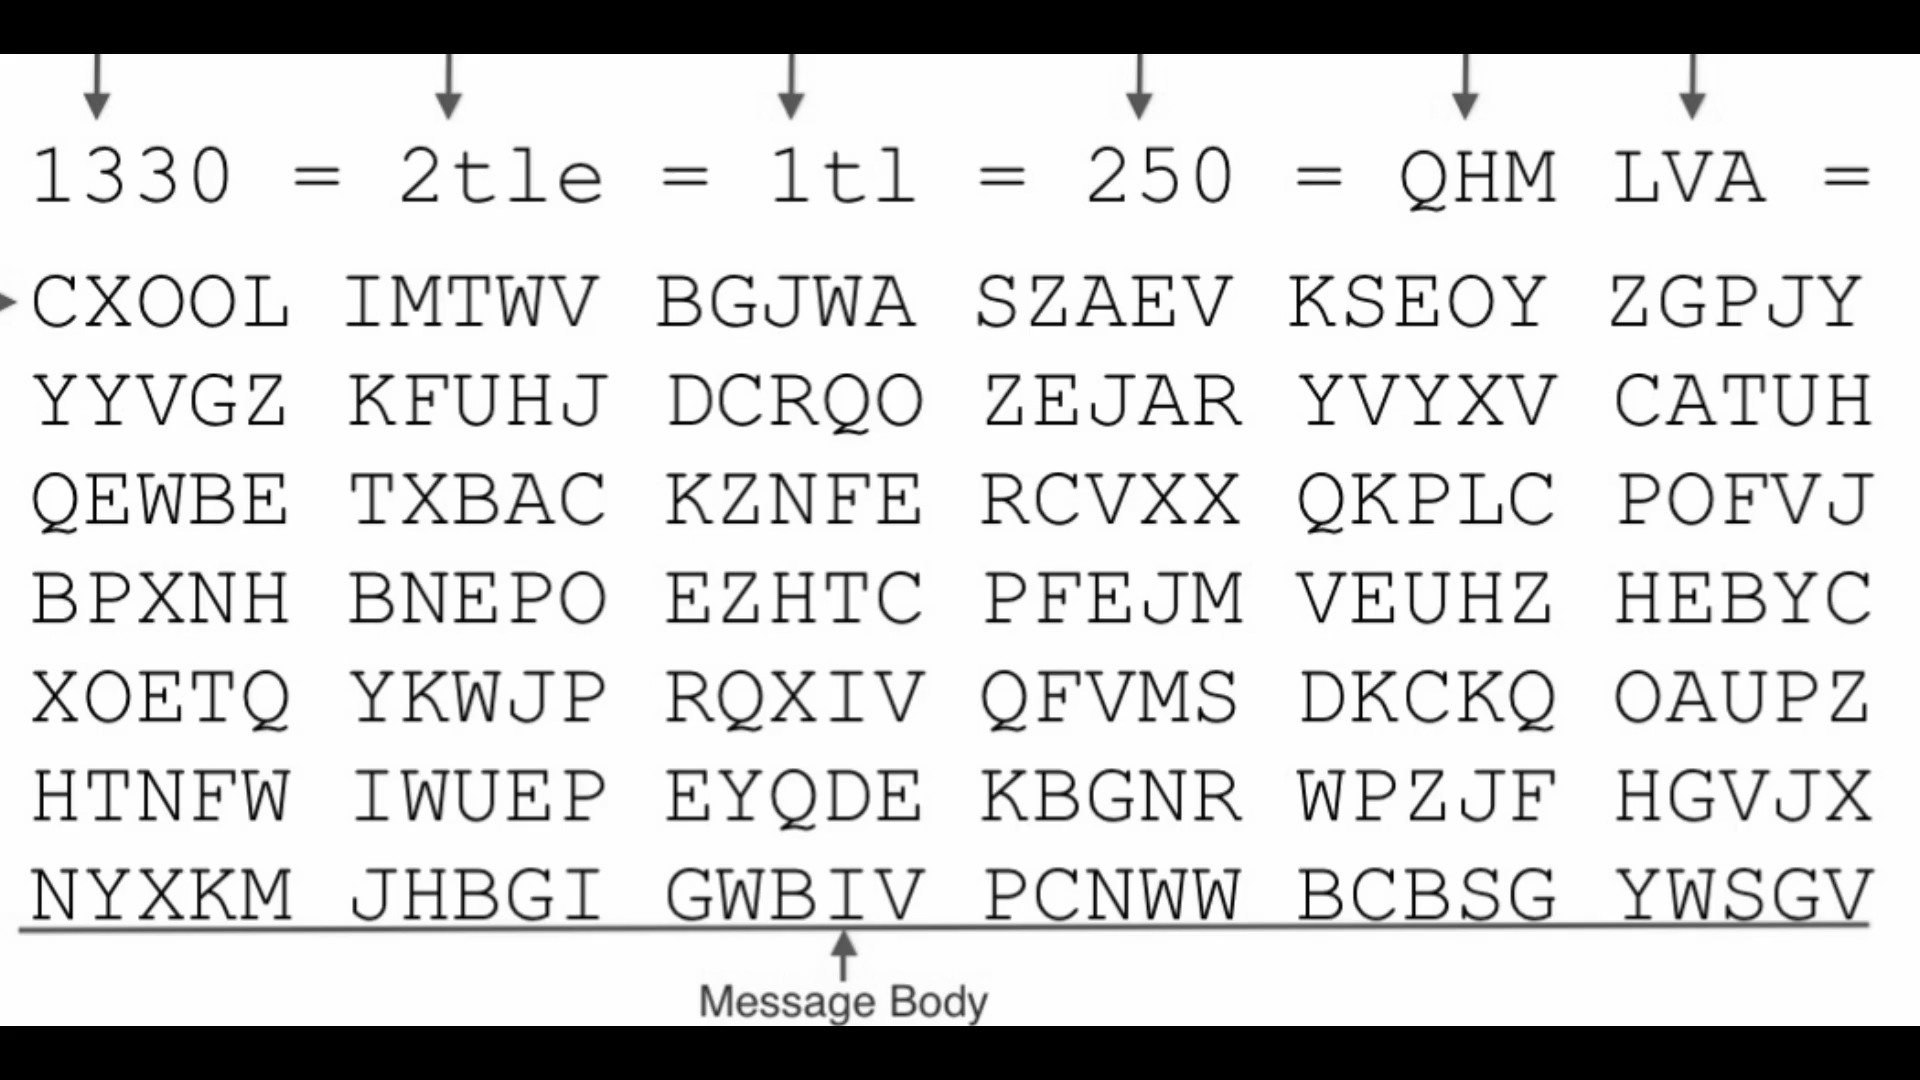 1330 = 2tle = 1tl = 250 = QHM LVA =
CXOOL IMTWV BGJWA SZAEV KSEOY ZGPJY
YYVGZ KFUHJ DCRQO ZEJAR YVYXV CATUH
QEWBE TXBAC KZNFE RCVXX QKPLC POFVJ
BPXNH BNEPO EZHTC PFEJM VEUHZ HEBYC
XOETQ YKWJP RQXIV QFVMS DKCKQ OAUPZ
HTNFW IWUEP EYQDE KBGNR WPZJF HGVJX
NYXKM JHBGI GWBIV PCNWW BCBSG YWSGV
Message Body